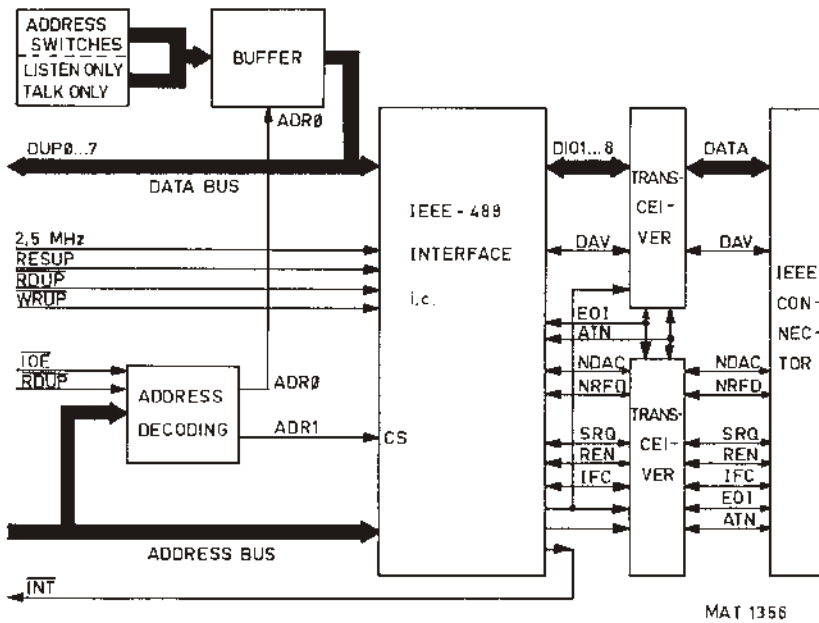 ADDRESS
SWITCHES
LISTEN ONLY
TALK ONLY
BUFFER
ADRØ
DUPØ...7
DATA BUS
2,5 MHz
RESUP
RDUP
WRUP
IOE
RDUP
ADDRESS
DECODING
ADRØ
ADR1
CS
ADDRESS BUS
INT
IEEE-488
INTERFACE
i.c.
DIO1...8
DAV
EOI
ATN
NDAC
NRFD
SRQ
REN
IFC
TRANS-
CEI-
VER
TRANS-
CEI-
VER
DATA
DAV
NDAC
NRFD
SRQ
REN
IFC
EOI
ATN
IEEE
CON-
NEC-
TOR
MAT 1356